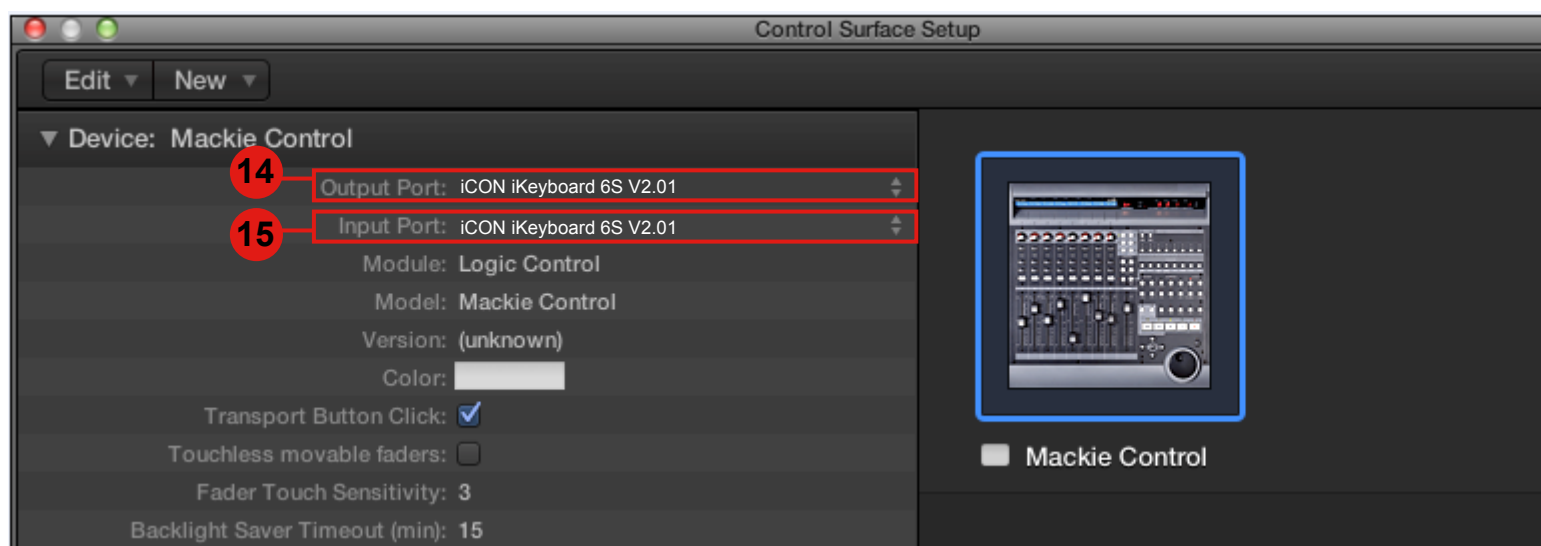 Control Surface Setup
Edit New
Device: Mackie Control
14 Output Port: iCON iKeyboard 6S V2.01
15 Input Port: iCON iKeyboard 6S V2.01
Module: Logic Control
Model: Mackie Control
Version: (unknown)
Color:
Transport Button Click:
Touchless movable faders:
Mackie Control
Fader Touch Sensitivity: 3
Backlight Saver Timeout (min): 15